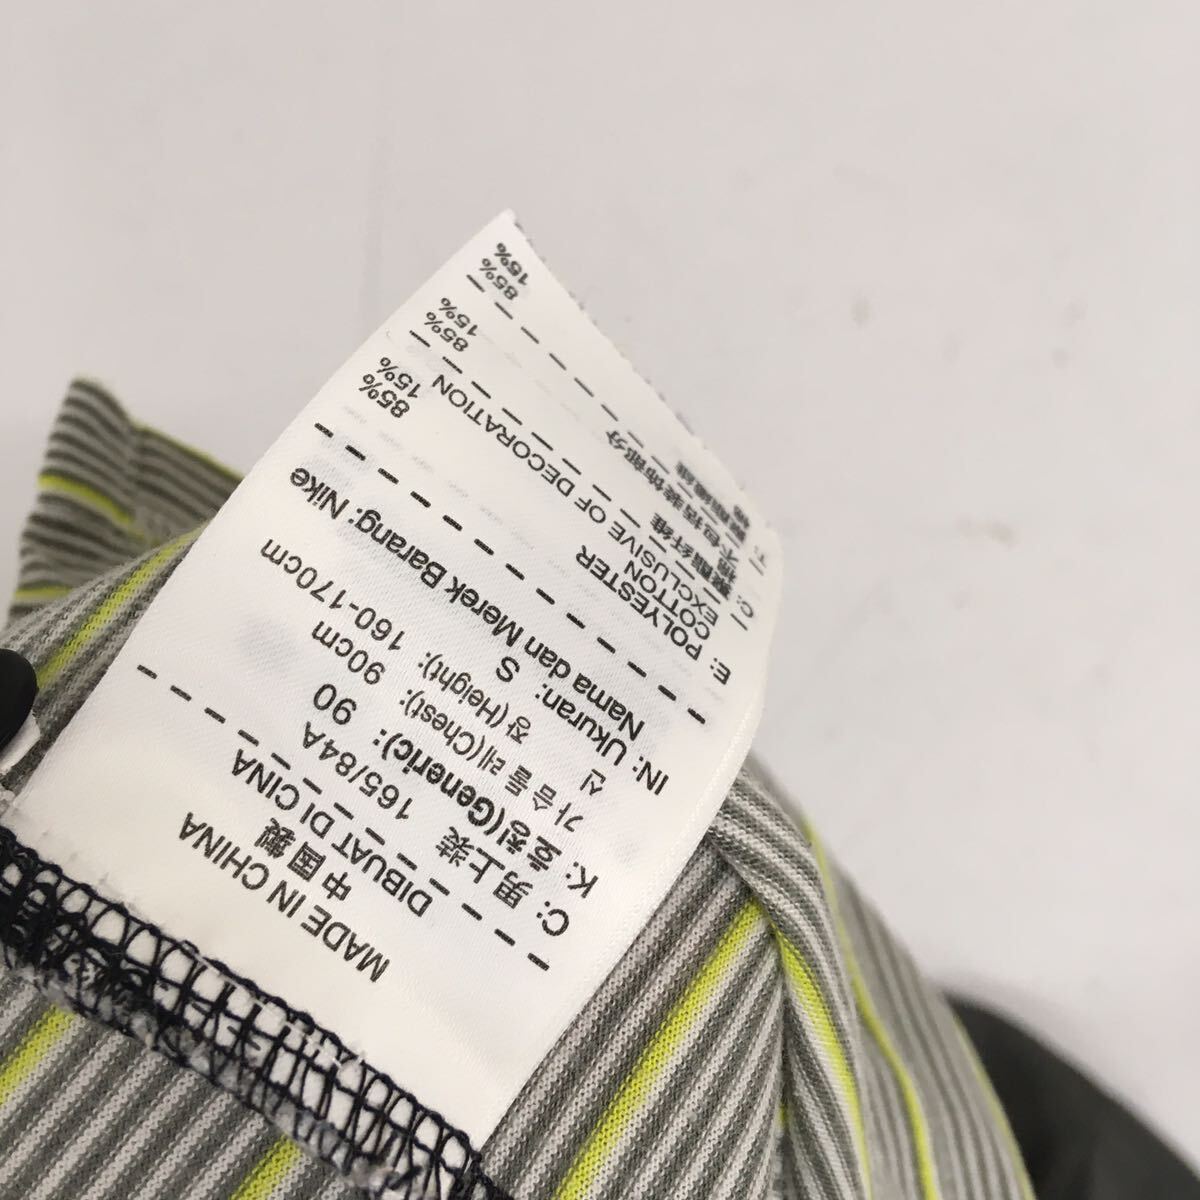 MADE IN CHINA
中国製
DIBUAT DI CINA
C: 男上装 165/84A
K: 호칭(Generic): 90
가슴둘레(Chest): 90cm
신 장(Height): 160-170cm
IN: Ukuran: S
Nama dan Merek Barang: Nike
E: POLYESTER 85%
COTTON 15%
EXCLUSIVE OF DECORATION
C: 聚酯纤维 85%
棉 15%
不包括装饰部分
85%
15%